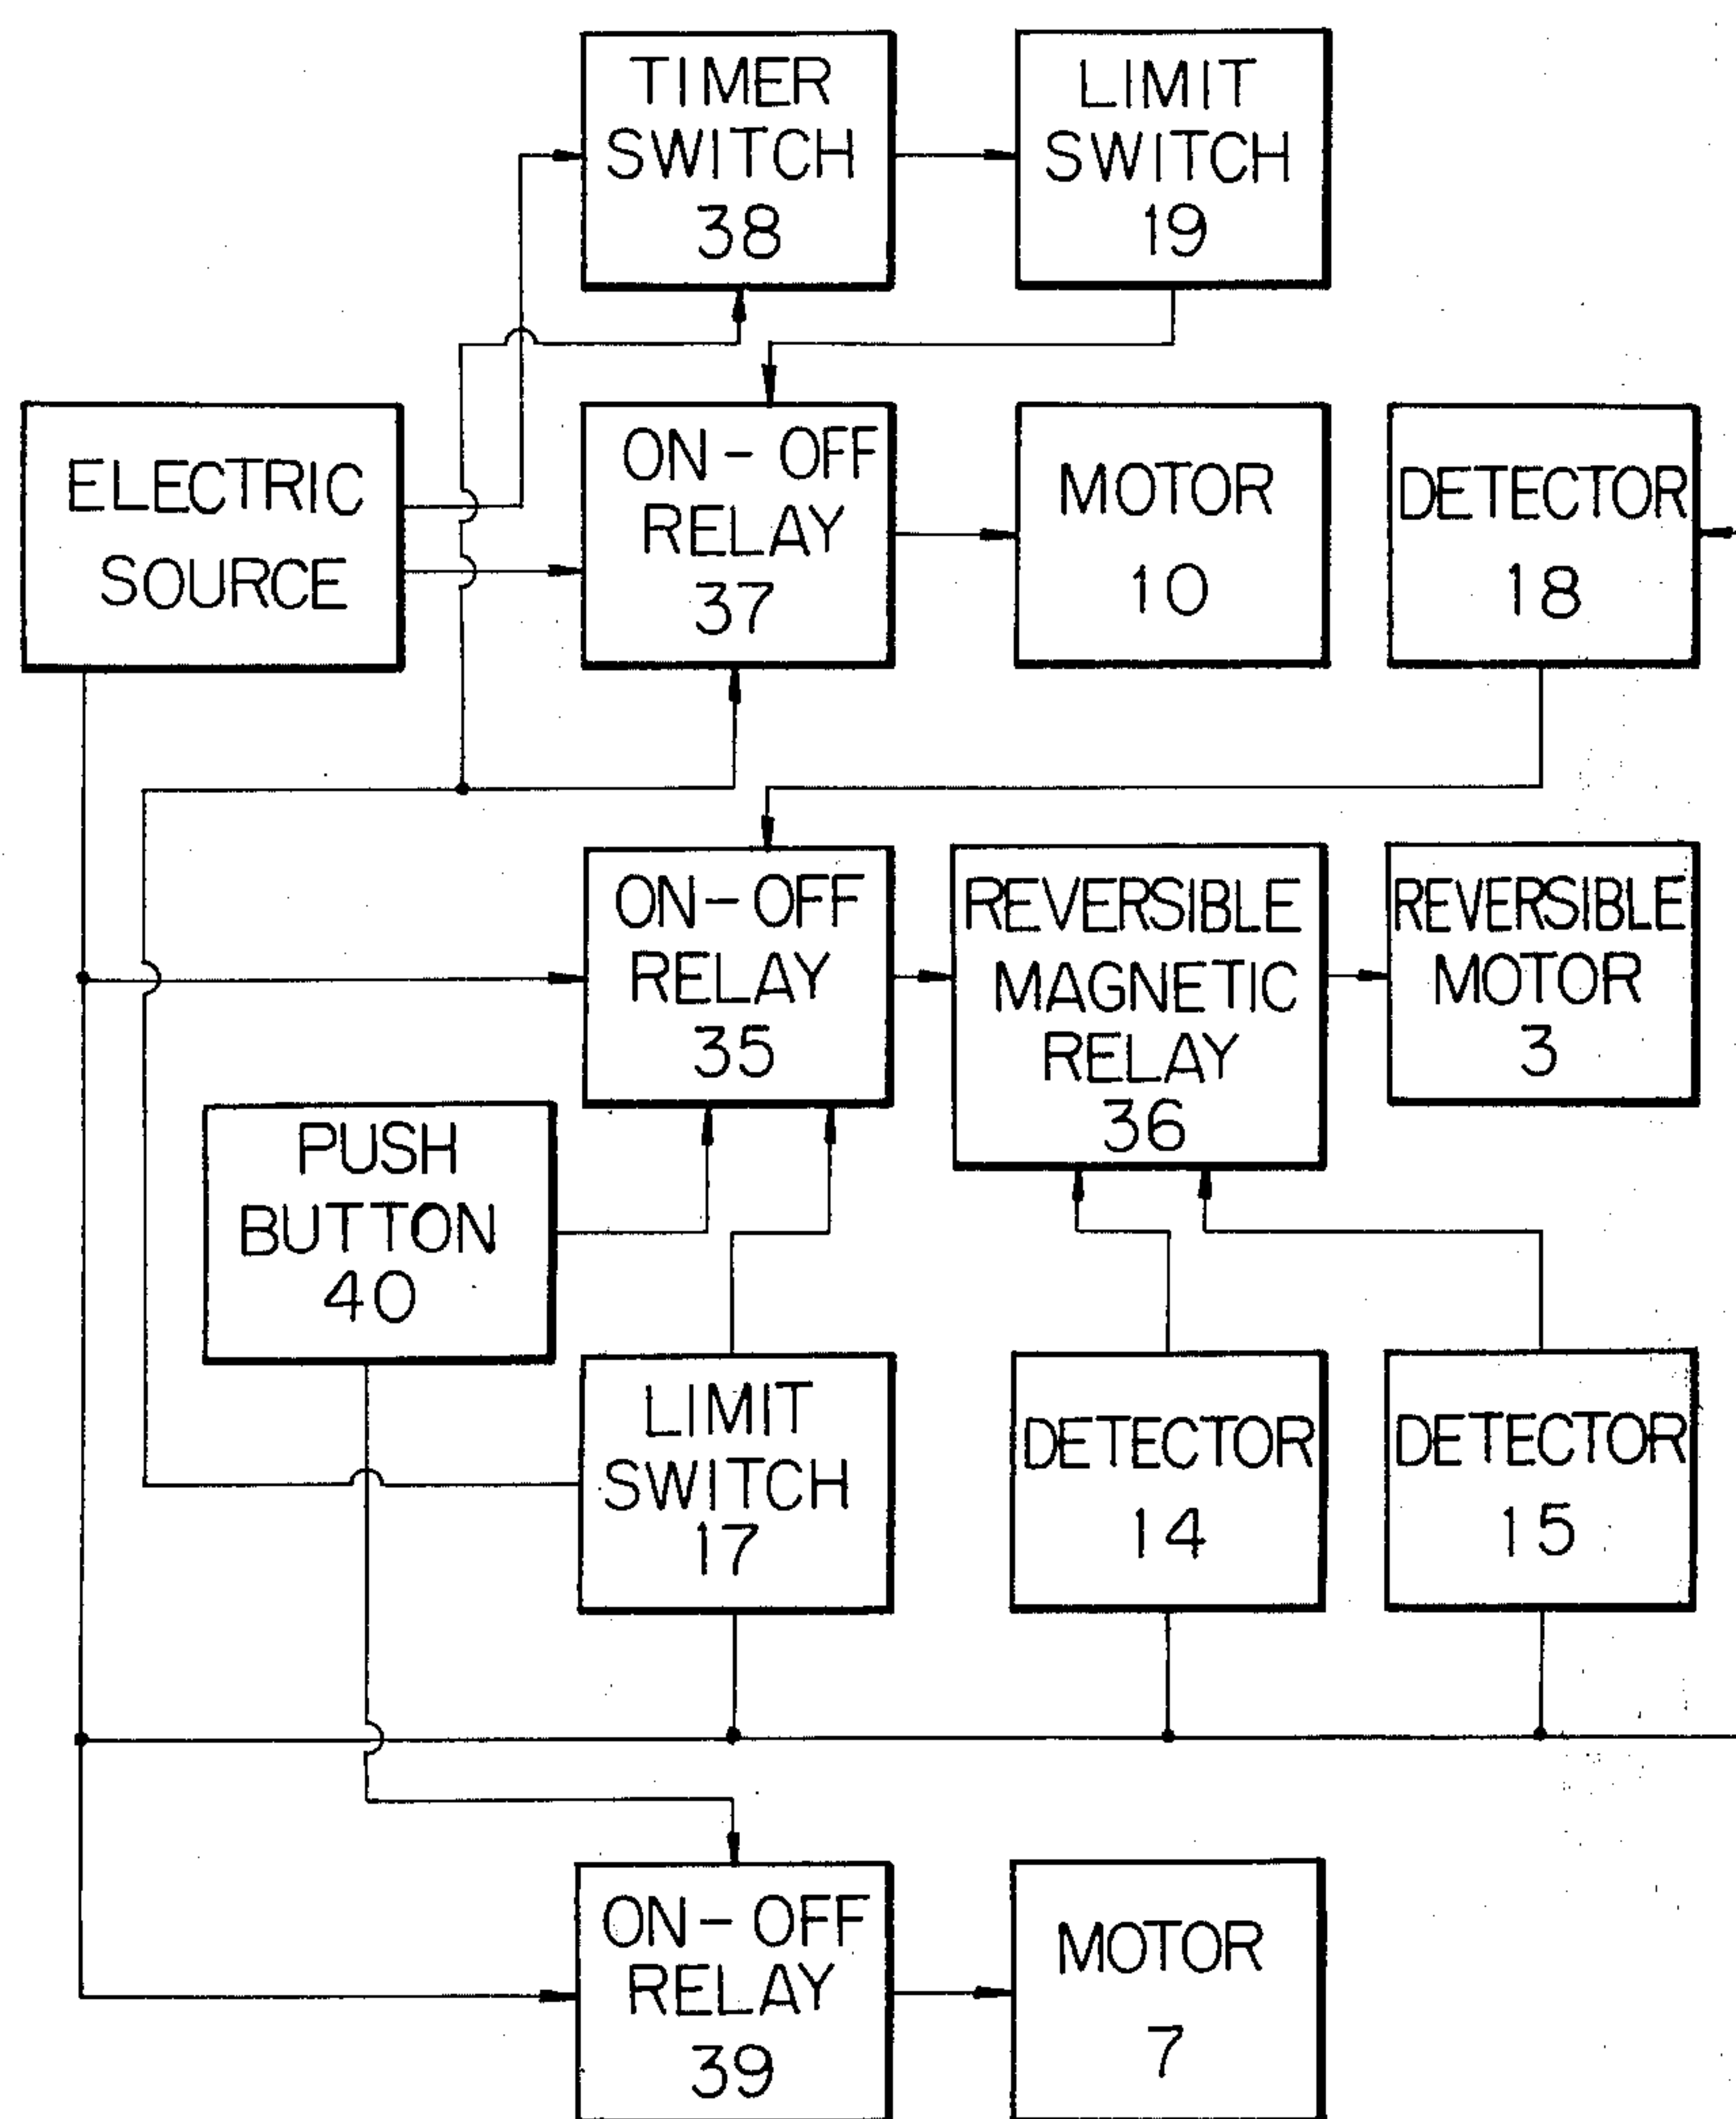 TIMER
SWITCH
38
LIMIT
SWITCH
19
ELECTRIC
SOURCE
ON-OFF
RELAY
37
MOTOR
10
DETECTOR
18
ON-OFF
RELAY
35
REVERSIBLE
MAGNETIC
RELAY
36
REVERSIBLE
MOTOR
3
PUSH
BUTTON
40
LIMIT
SWITCH
17
DETECTOR
14
DETECTOR
15
ON-OFF
RELAY
39
MOTOR
7